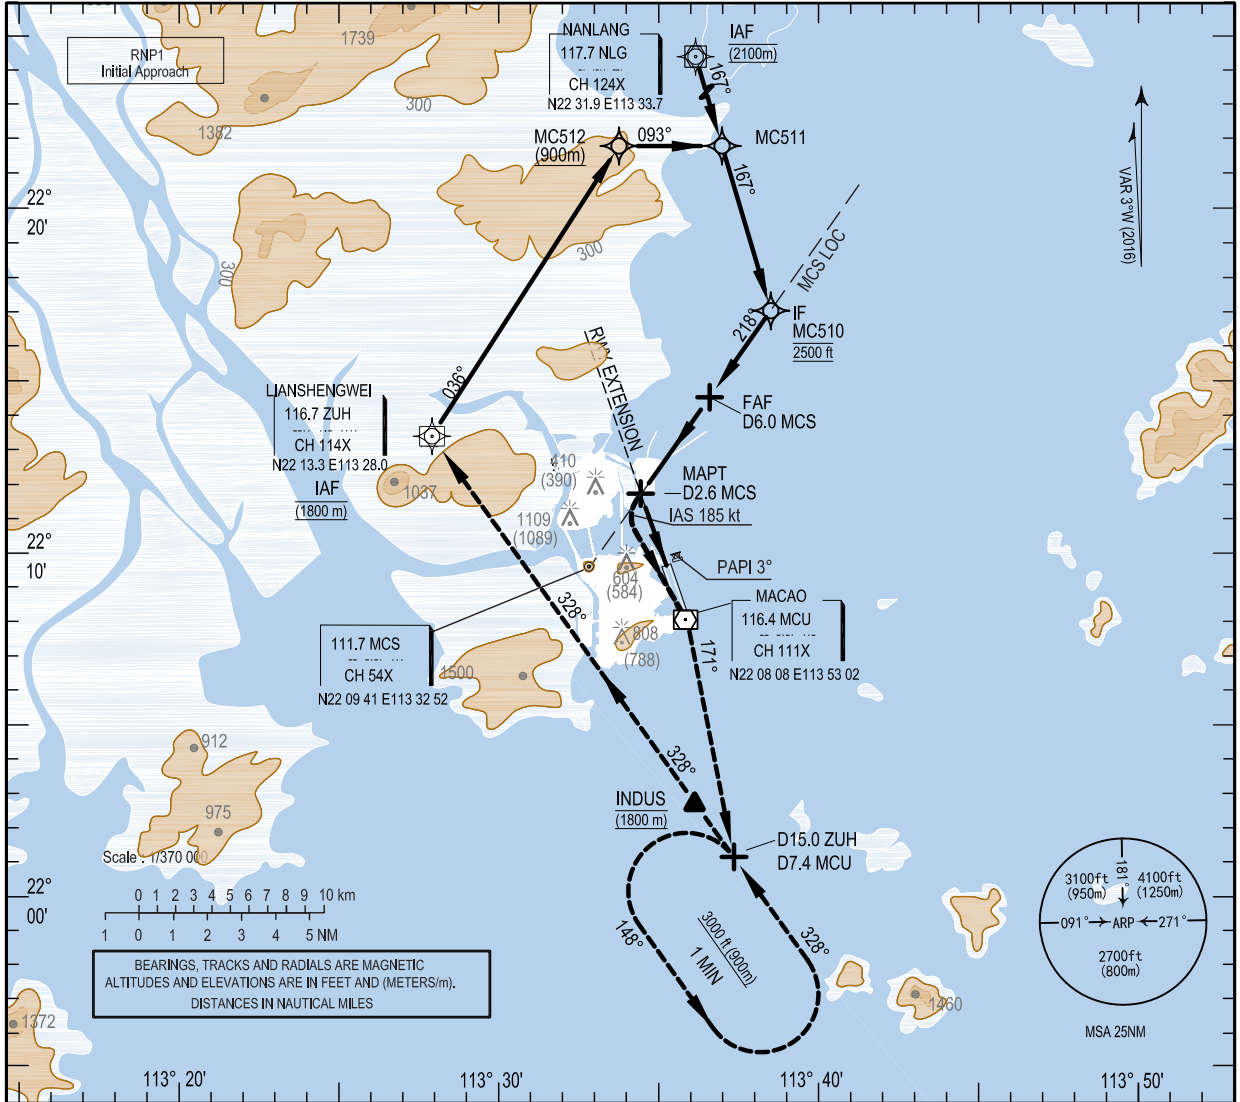 RNP1
Initial Approach
1739
1382
300
NANLANG
117.7 NLG
CH 124X
N22 31.9 E113 33.7
IAF
(2100m)
167°
MC512
(900m)
093°
MC511
167°
22°
20'
300
300
MCS LOC
VAR 3°W (2016)
218°
IF
MC510
2500 ft
RWY EXTENSION
036°
LIANSHENGWEI
116.7 ZUH
CH 114X
N22 13.3 E113 28.0
IAF
(1800 m)
FAF
D6.0 MCS
1037
410
(390)
MAPT
D2.6 MCS
IAS 185 kt
1109
(1089)
22°
10'
604
(584)
PAPI 3°
MACAO
116.4 MCU
CH 111X
N22 08 08 E113 53 02
328°
808
(788)
171°
111.7 MCS
CH 54X
N22 09 41 E113 32 52
1500
912
975
328°
INDUS
(1800 m)
D15.0 ZUH
D7.4 MCU
Scale : 1/370 000
22°
00'
0 1 2 3 4 5 6 7 8 9 10 km
1 0 1 2 3 4 5 NM
148°
3000 ft (900m)
1 MIN
328°
3100ft
(950m)
181°
4100ft
(1250m)
091° ARP 271°
2700ft
(800m)
MSA 25NM
BEARINGS, TRACKS AND RADIALS ARE MAGNETIC
ALTITUDES AND ELEVATIONS ARE IN FEET AND (METERS/m).
DISTANCES IN NAUTICAL MILES
1372
1460
113° 20'
113° 30'
113° 40'
113° 50'